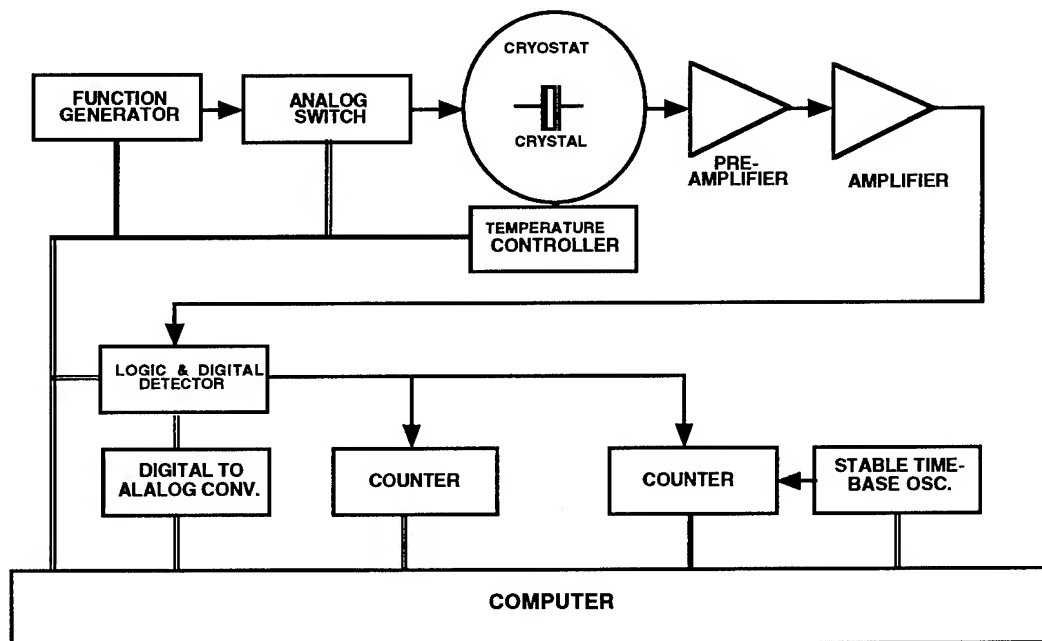 CRYOSTAT
CRYSTAL
FUNCTION
GENERATOR
ANALOG
SWITCH
PRE-
AMPLIFIER
AMPLIFIER
TEMPERATURE
CONTROLLER
LOGIC & DIGITAL
DETECTOR
DIGITAL TO
ALALOG CONV.
COUNTER
COUNTER
STABLE TIME-
BASE OSC.
COMPUTER